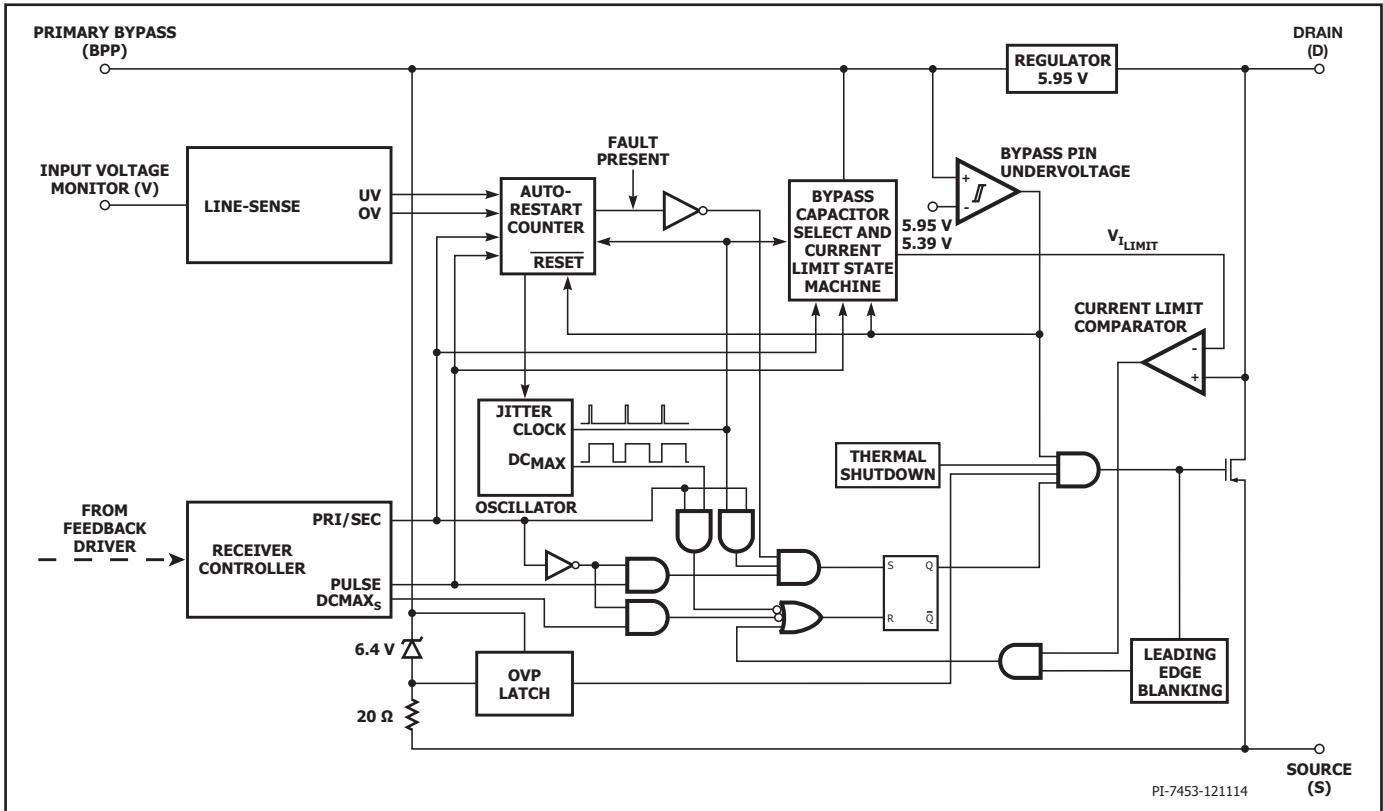 PRIMARY BYPASS
(BPP)
DRAIN
(D)
REGULATOR
5.95 V
INPUT VOLTAGE
MONITOR (V)
LINE-SENSE
UV
OV
FAULT
PRESENT
AUTO-
RESTART
COUNTER
RESET
BYPASS
CAPACITOR
SELECT AND
CURRENT
LIMIT STATE
MACHINE
BYPASS PIN
UNDERVOLTAGE
+
-
5.95 V
5.39 V
VILIMIT
CURRENT LIMIT
COMPARATOR
-
+
JITTER
CLOCK
DCMAX
OSCILLATOR
THERMAL
SHUTDOWN
FROM
FEEDBACK
DRIVER
RECEIVER
CONTROLLER
PRI/SEC
PULSE
DCMAXS
S
Q
R
Q̅
6.4 V
OVP
LATCH
20 Ω
LEADING
EDGE
BLANKING
SOURCE
(S)
PI-7453-121114